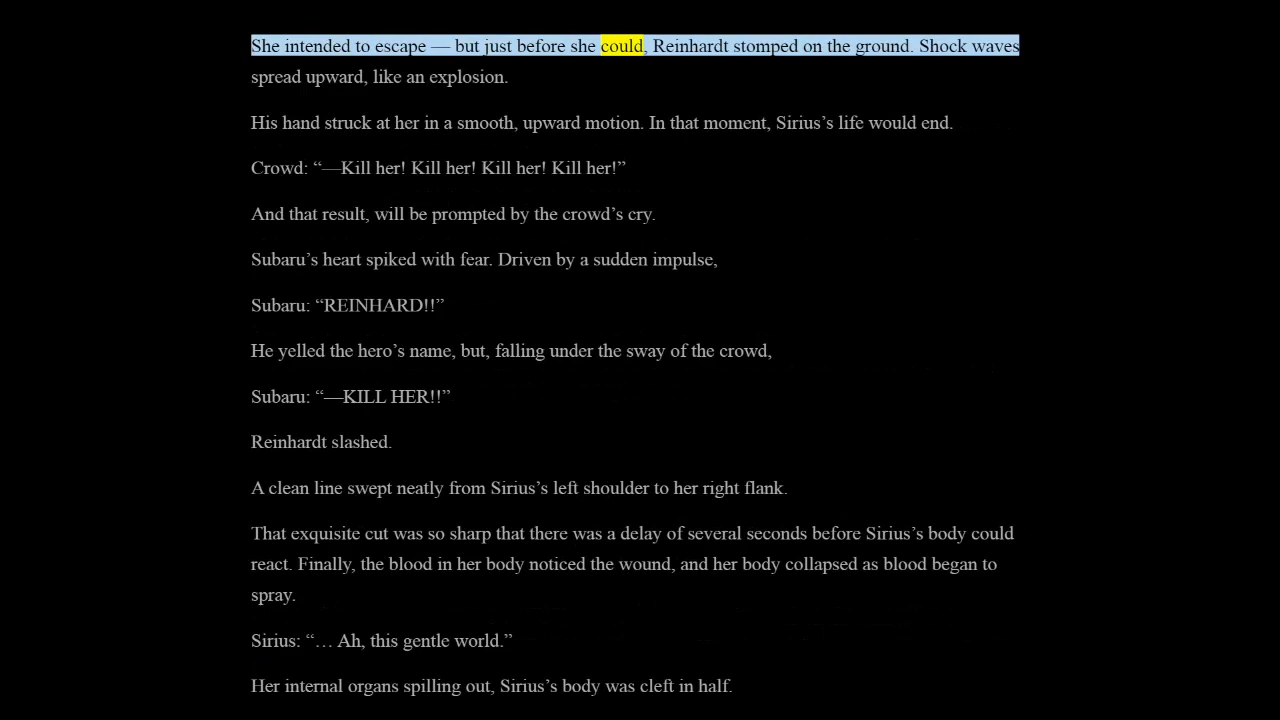 She intended to escape — but just before she could, Reinhardt stomped on the ground. Shock waves
spread upward, like an explosion.
His hand struck at her in a smooth, upward motion. In that moment, Sirius’s life would end.
Crowd: “—Kill her! Kill her! Kill her! Kill her!”
And that result, will be prompted by the crowd’s cry.
Subaru’s heart spiked with fear. Driven by a sudden impulse,
Subaru: “REINHARD!!”
He yelled the hero’s name, but, falling under the sway of the crowd,
Subaru: “—KILL HER!!”
Reinhardt slashed.
A clean line swept neatly from Sirius’s left shoulder to her right flank.
That exquisite cut was so sharp that there was a delay of several seconds before Sirius’s body could
react. Finally, the blood in her body noticed the wound, and her body collapsed as blood began to
spray.
Sirius: “… Ah, this gentle world.”
Her internal organs spilling out, Sirius’s body was cleft in half.